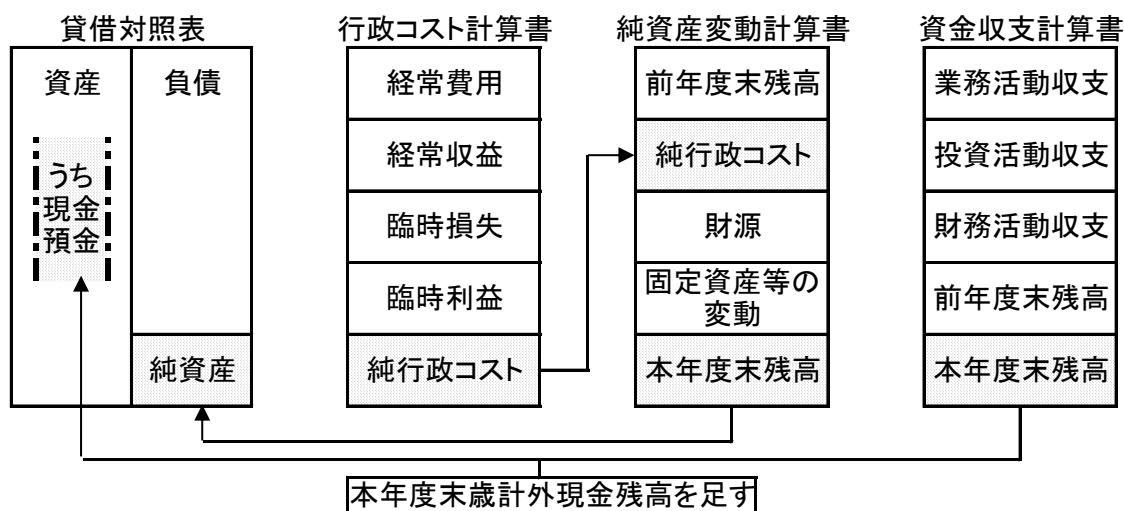 貸借対照表
資産
負債
うち
現金
預金
純資産
行政コスト計算書
経常費用
経常収益
臨時損失
臨時利益
純行政コスト
純資産変動計算書
前年度末残高
純行政コスト
財源
固定資産等の
変動
本年度末残高
資金収支計算書
業務活動収支
投資活動収支
財務活動収支
前年度末残高
本年度末残高
本年度末歳計外現金残高を足す